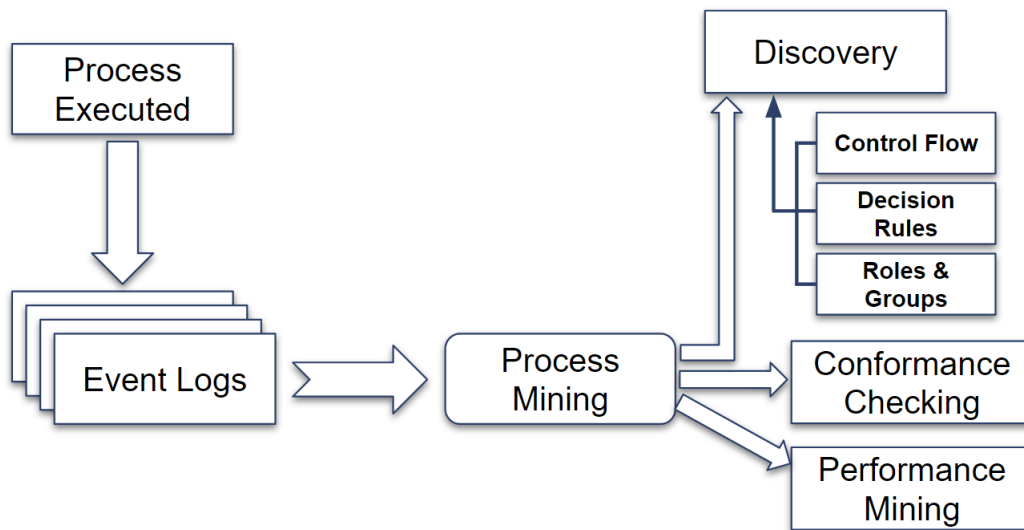 Process
Executed
Event Logs
Process
Mining
Discovery
Control Flow
Decision
Rules
Roles &
Groups
Conformance
Checking
Performance
Mining